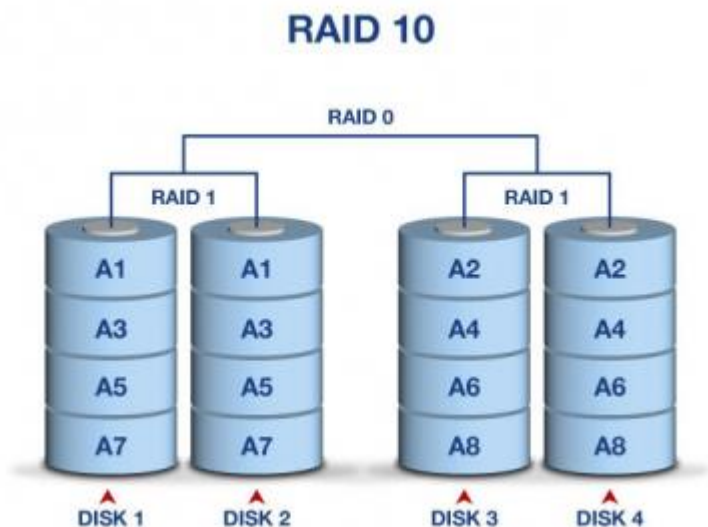 RAID 10
RAID 0
RAID 1 RAID 1
A1 A1 A2 A2
A3 A3 A4 A4
A5 A5 A6 A6
A7 A7 A8 A8
DISK 1 DISK 2 DISK 3 DISK 4